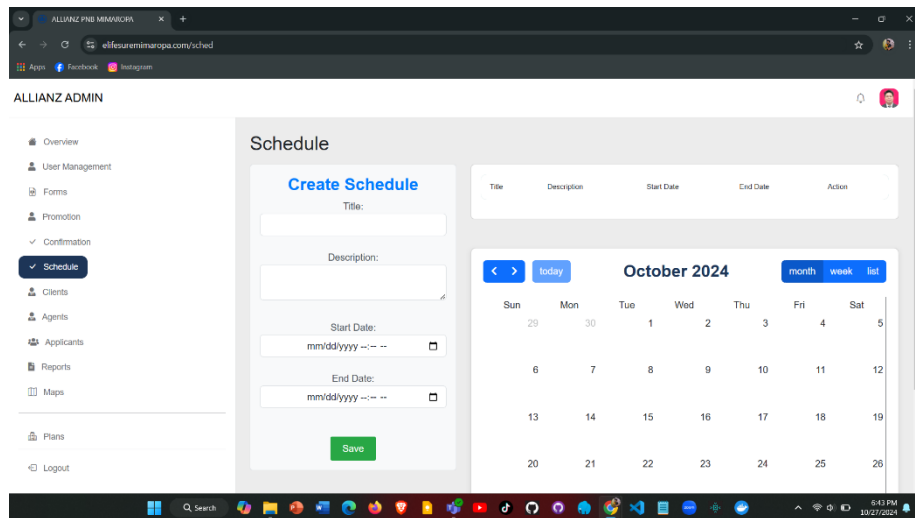 ALLIANZ PNB MIMAROPA
elifesuremimaropa.com/sched
Apps Facebook Instagram
ALLIANZ ADMIN
Overview
User Management
Forms
Promotion
Confirmation
Schedule
Clients
Agents
Applicants
Reports
Maps
Plans
Logout
Schedule
Create Schedule
Title:
Description:
Start Date:
mm/dd/yyyy --:-- --
End Date:
mm/dd/yyyy --:-- --
Save
Title Description Start Date End Date Action
today October 2024 month week list
Sun Mon Tue Wed Thu Fri Sat
29 30 1 2 3 4 5
6 7 8 9 10 11 12
13 14 15 16 17 18 19
20 21 22 23 24 25 26
Search
6:43 PM
10/27/2024